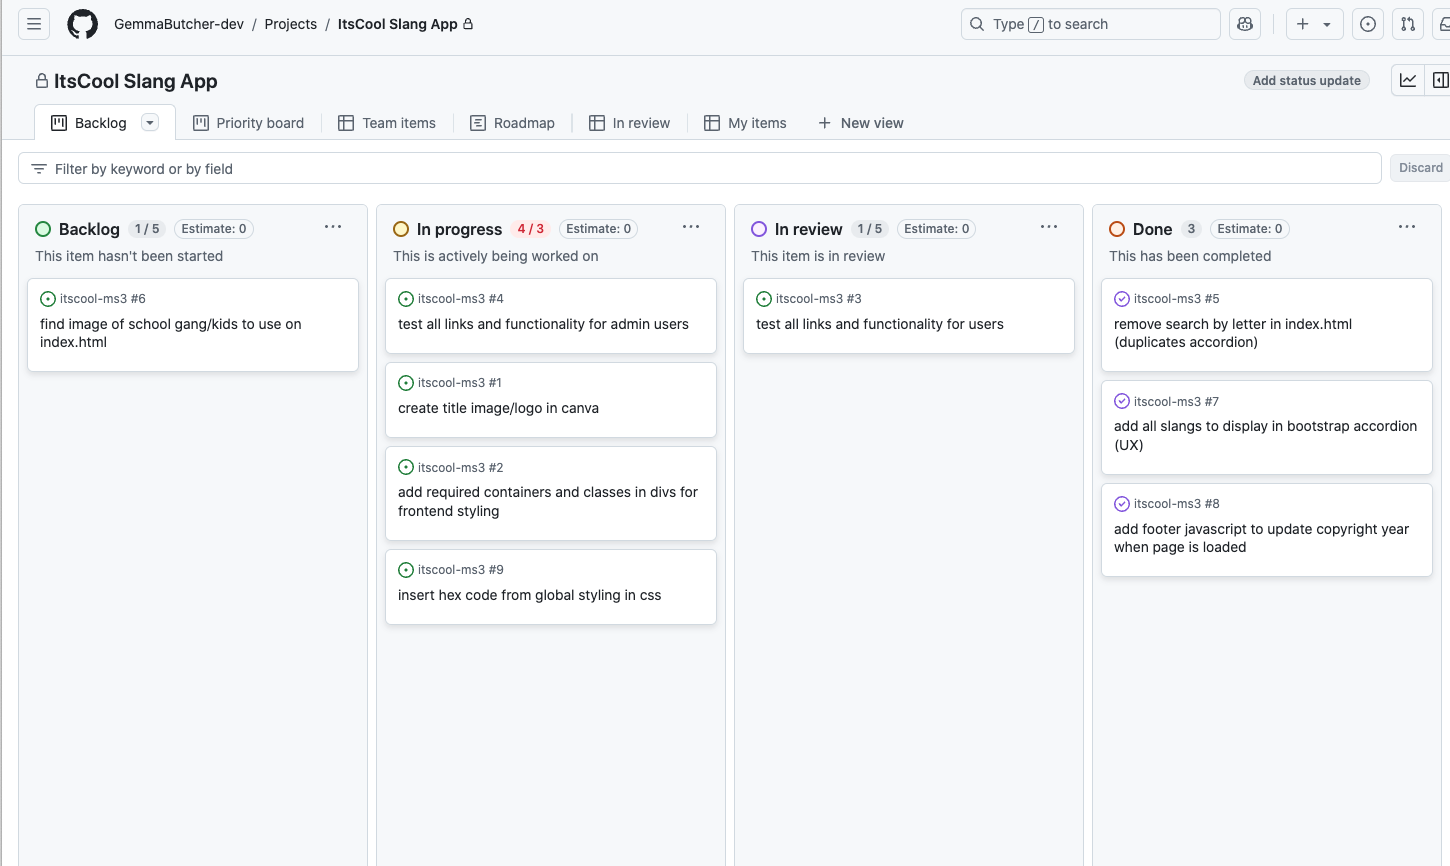 GemmaButcher-dev / Projects / ItsCool Slang App
Type / to search
ItsCool Slang App
Add status update
Backlog
Priority board
Team items
Roadmap
In review
My items
New view
Filter by keyword or by field
Discard
Backlog 1 / 5 Estimate: 0
This item hasn't been started
itscool-ms3 #6
find image of school gang/kids to use on
index.html
In progress 4 / 3 Estimate: 0
This is actively being worked on
itscool-ms3 #4
test all links and functionality for admin users
itscool-ms3 #1
create title image/logo in canva
itscool-ms3 #2
add required containers and classes in divs for
frontend styling
itscool-ms3 #9
insert hex code from global styling in css
In review 1 / 5 Estimate: 0
This item is in review
itscool-ms3 #3
test all links and functionality for users
Done 3 Estimate: 0
This has been completed
itscool-ms3 #5
remove search by letter in index.html
(duplicates accordion)
itscool-ms3 #7
add all slangs to display in bootstrap accordion
(UX)
itscool-ms3 #8
add footer javascript to update copyright year
when page is loaded